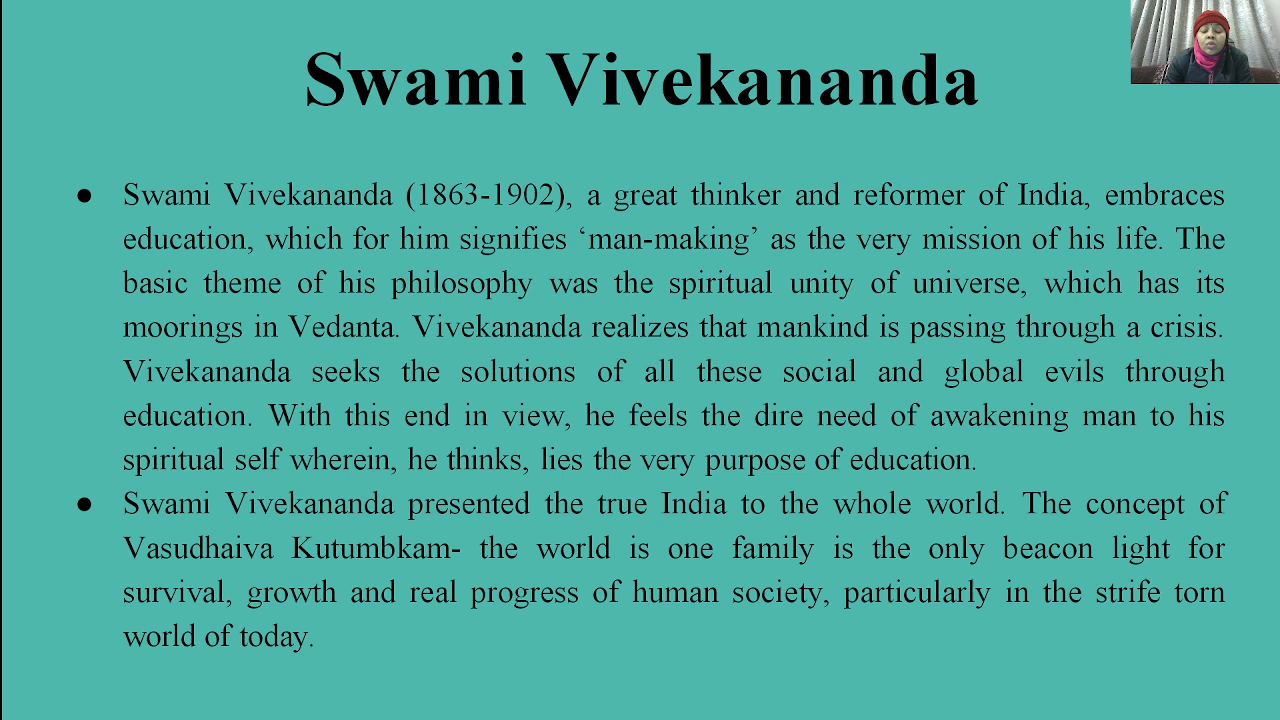 Swami Vivekananda
● Swami Vivekananda (1863-1902), a great thinker and reformer of India, embraces
education, which for him signifies ‘man-making’ as the very mission of his life. The
basic theme of his philosophy was the spiritual unity of universe, which has its
moorings in Vedanta. Vivekananda realizes that mankind is passing through a crisis.
Vivekananda seeks the solutions of all these social and global evils through
education. With this end in view, he feels the dire need of awakening man to his
spiritual self wherein, he thinks, lies the very purpose of education.
● Swami Vivekananda presented the true India to the whole world. The concept of
Vasudhaiva Kutumbkam- the world is one family is the only beacon light for
survival, growth and real progress of human society, particularly in the strife torn
world of today.